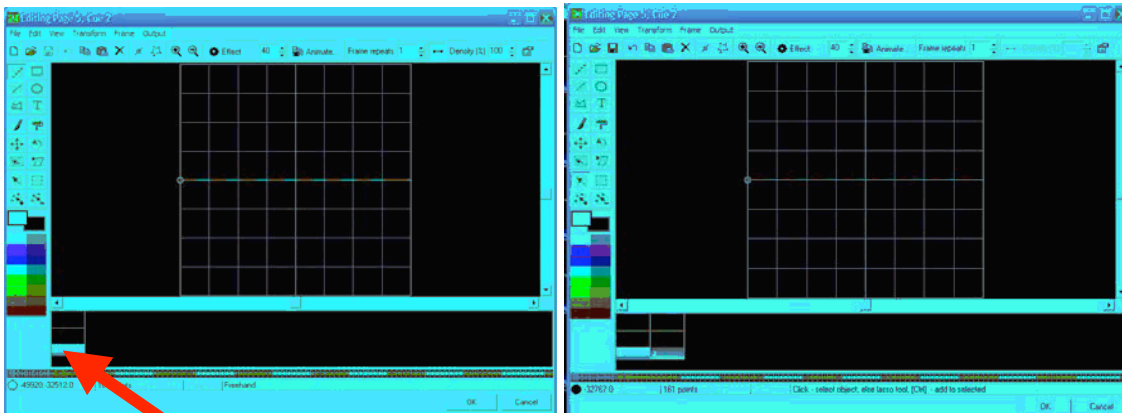 Editing Page 5, Cue 2
File Edit View Transform Frame Output
Effect 40 Animate Frame repeats 1 Density (%) 100
T
-49920 -32512.0
Freehand
OK Cancel
Editing Page 5, Cue 2
File Edit View Transform Frame Output
Effect 40 Animate Frame repeats 1
T
-32767.0 161 points Click - select object, else lasso tool, [Ctrl] - add to selected
OK Cancel